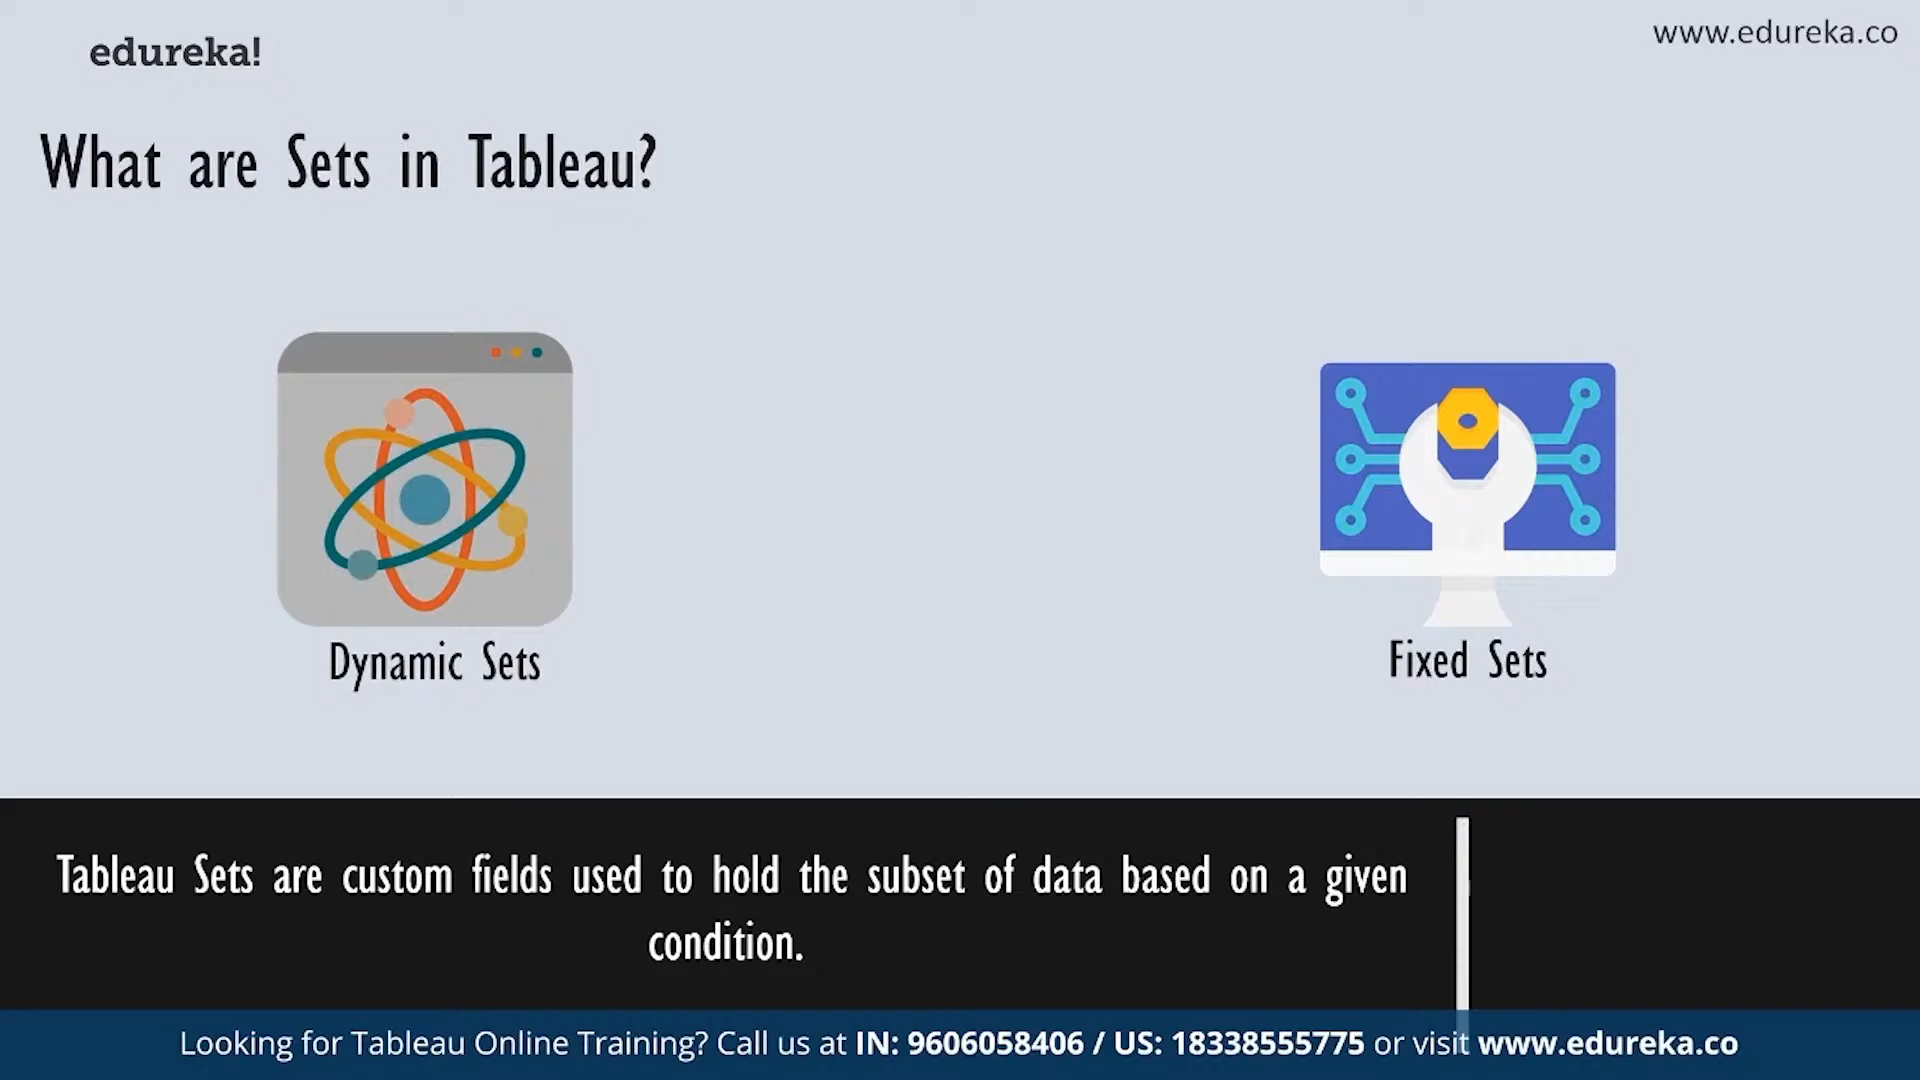 edureka!
www.edureka.co
What are Sets in Tableau?
Dynamic Sets
Fixed Sets
Tableau Sets are custom fields used to hold the subset of data based on a given
condition.
Looking for Tableau Online Training? Call us at IN: 9606058406 / US: 18338555775 or visit www.edureka.co